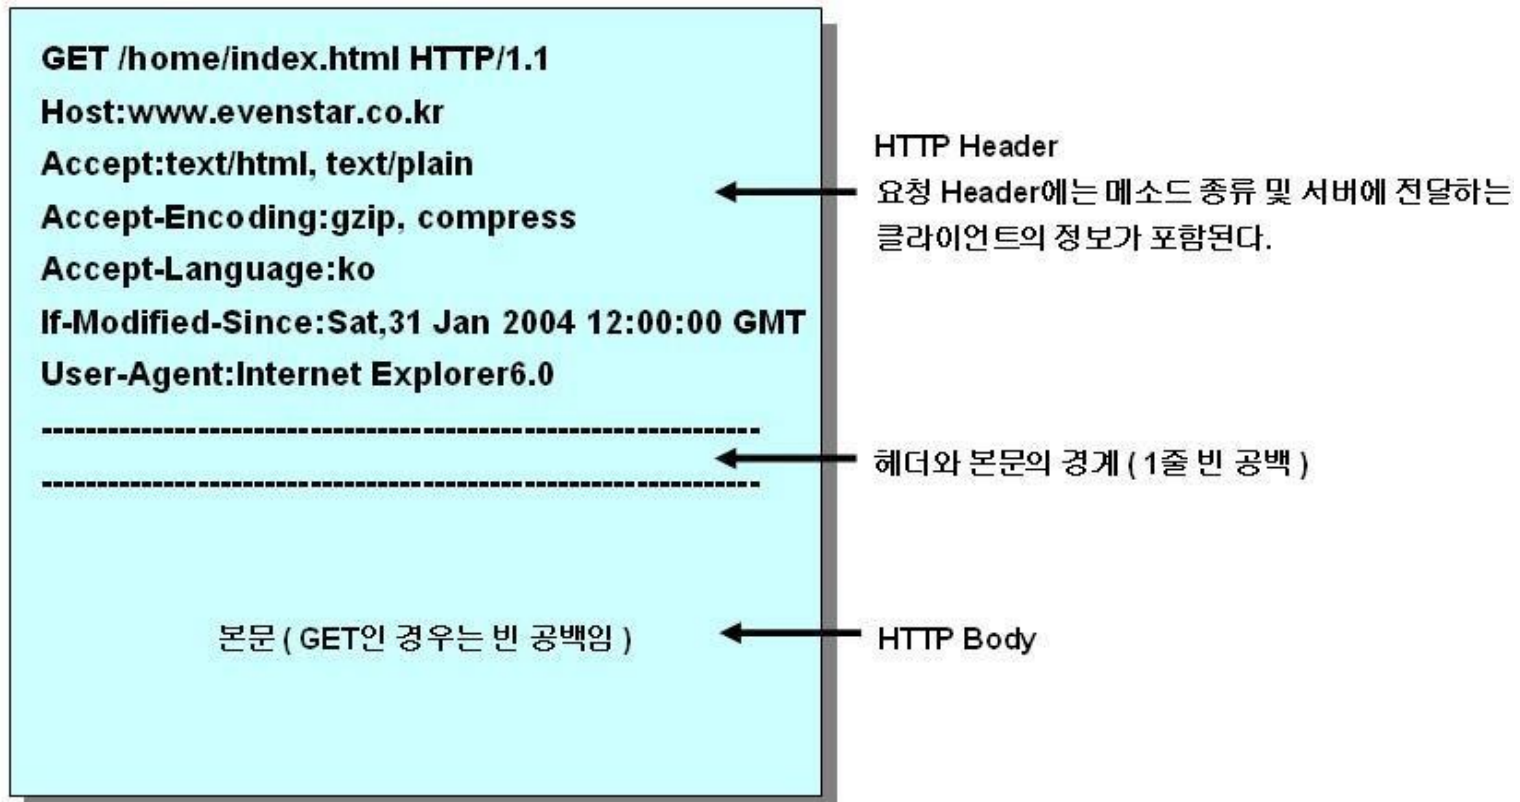 GET /home/index.html HTTP/1.1
Host:www.evenstar.co.kr
Accept:text/html, text/plain
Accept-Encoding:gzip, compress
Accept-Language:ko
If-Modified-Since:Sat,31 Jan 2004 12:00:00 GMT
User-Agent:Internet Explorer6.0
HTTP Header
요청 Header에는 메소드 종류 및 서버에 전달하는
클라이언트의 정보가 포함된다.
헤더와 본문의 경계 ( 1줄 빈 공백 )
본문 ( GET인 경우는 빈 공백임 )
HTTP Body